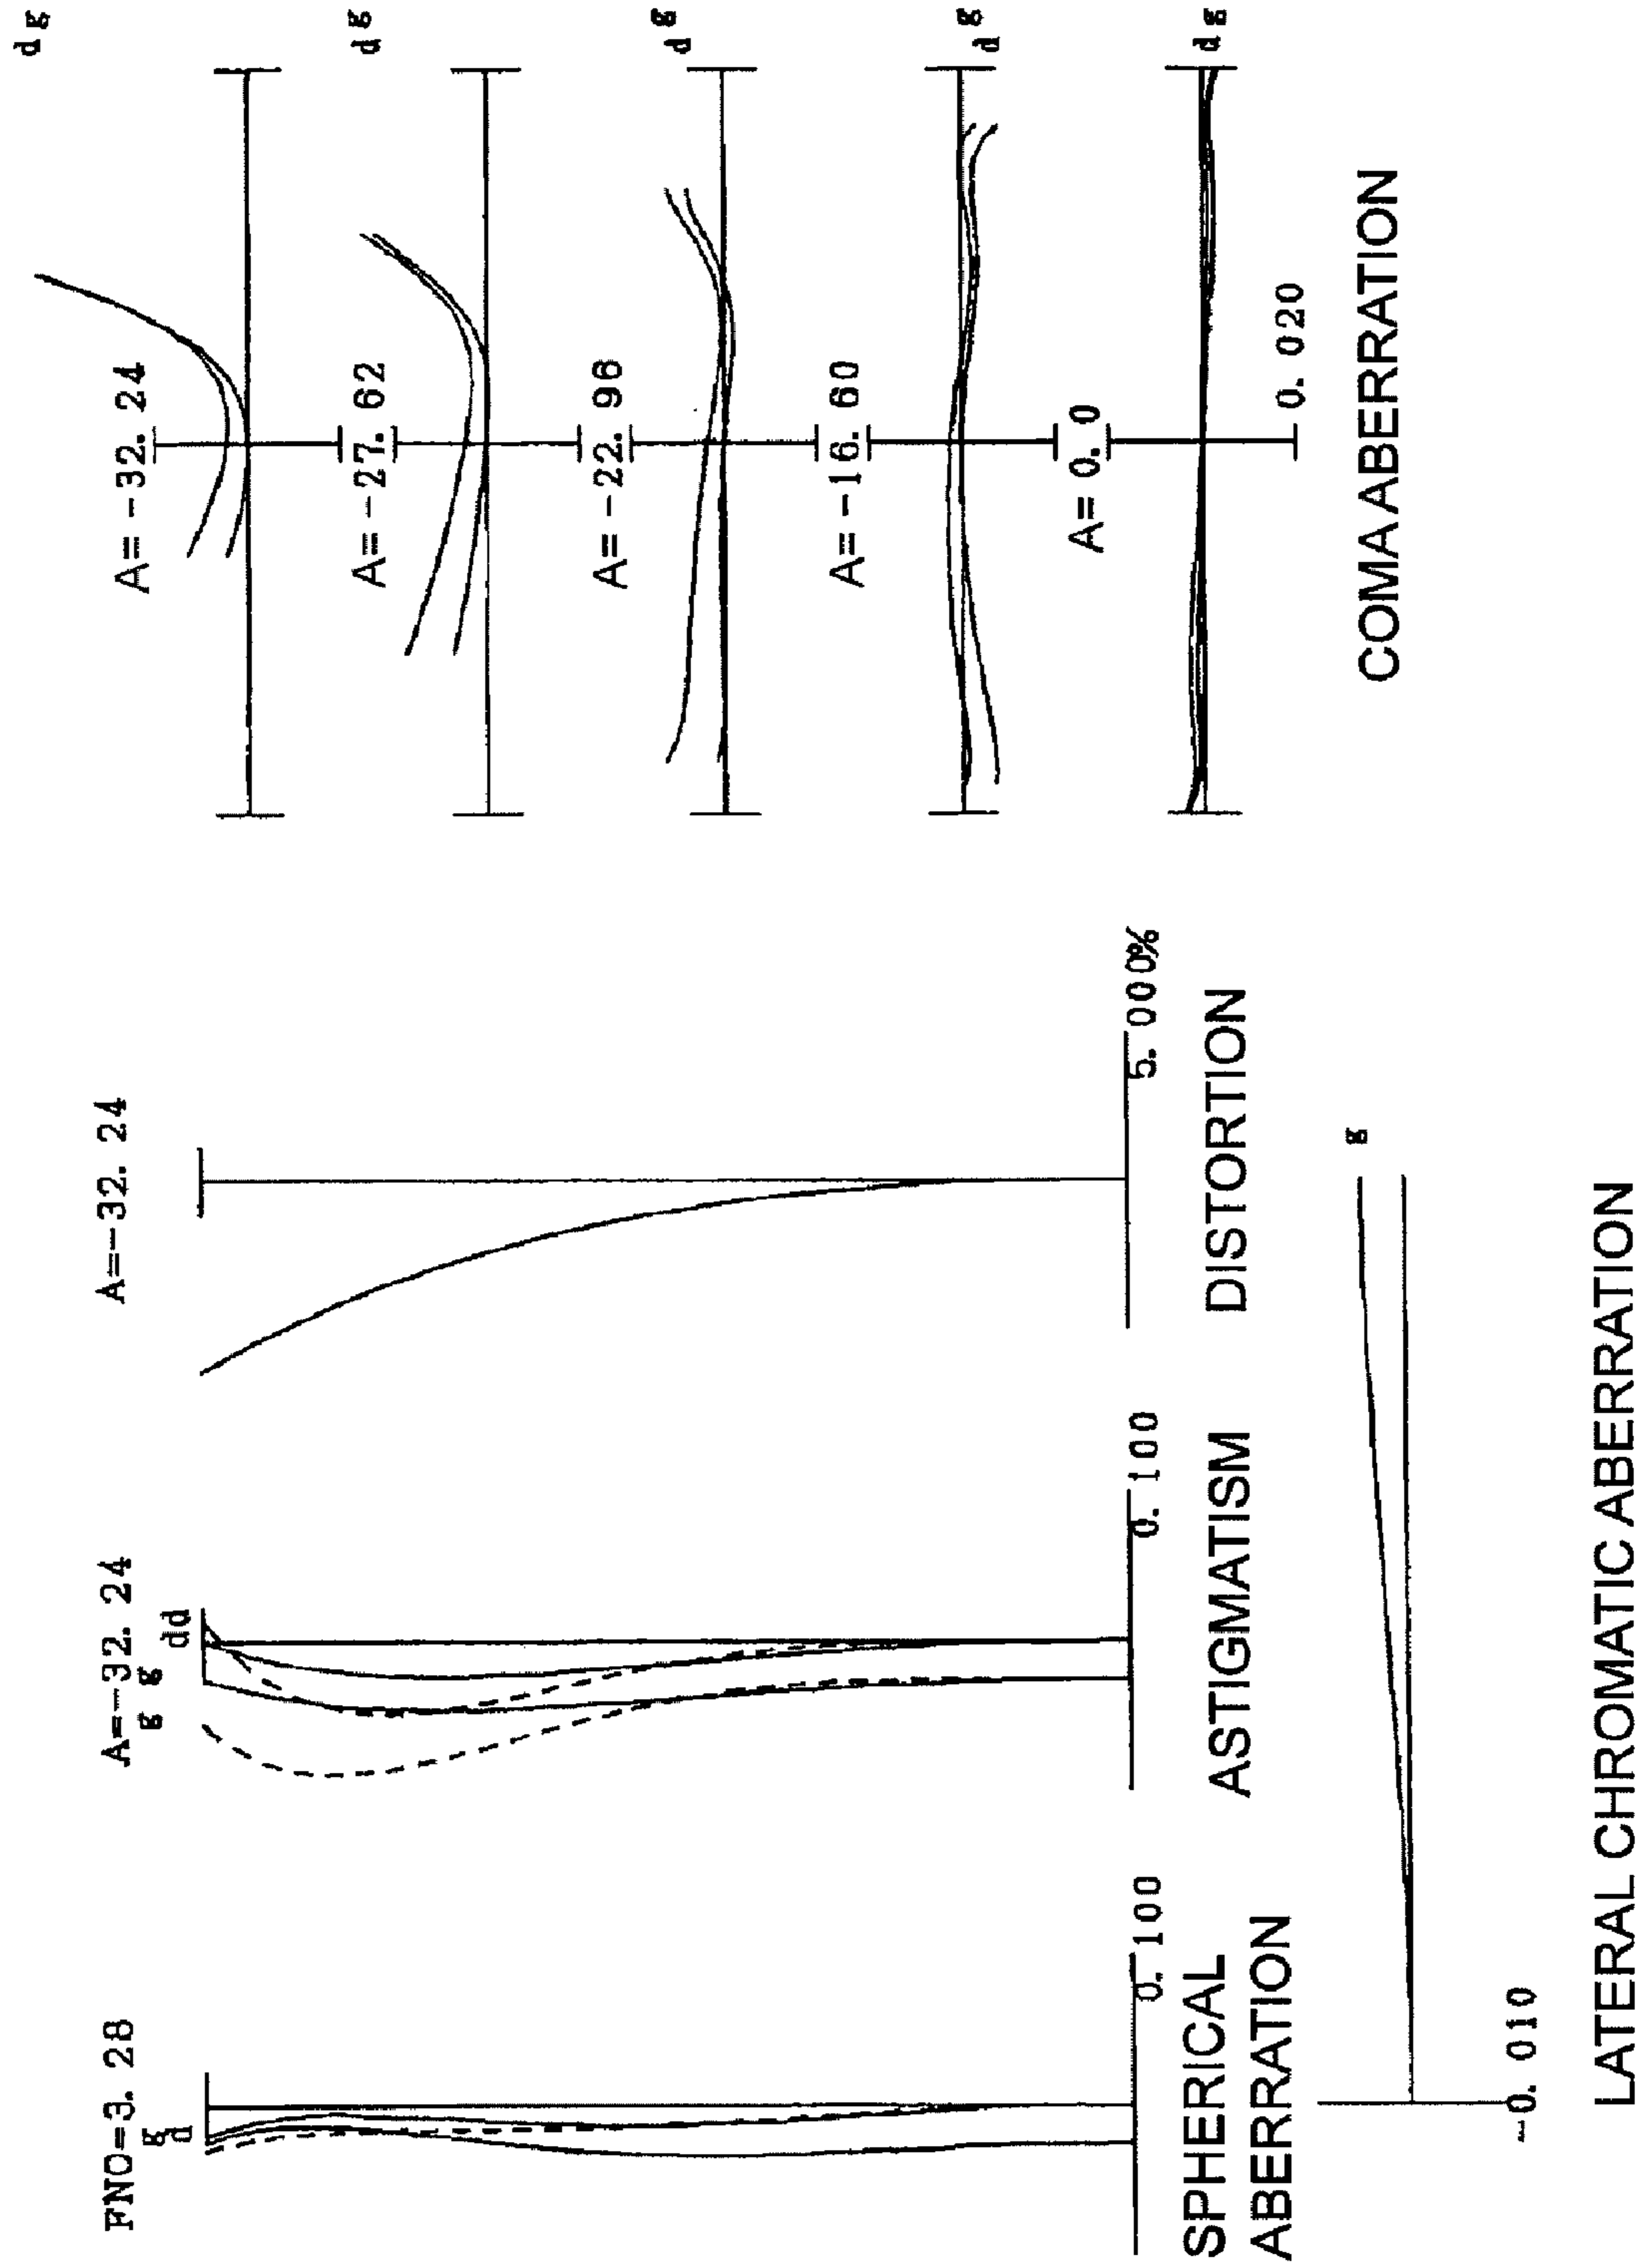 FNO=3. 28
g
d
0. 100
SPHERICAL
ABERRATION
A=-32. 24
g g dd
0. 100
ASTIGMATISM
A=-32. 24
5. 000%
DISTORTION
g
-0. 010
LATERAL CHROMATIC ABERRATION
d g
A= -32. 24
d g
A= -27. 62
d g
A= -22. 96
d g
A= -16. 60
d g
A= 0. 0
0. 020
COMA ABERRATION